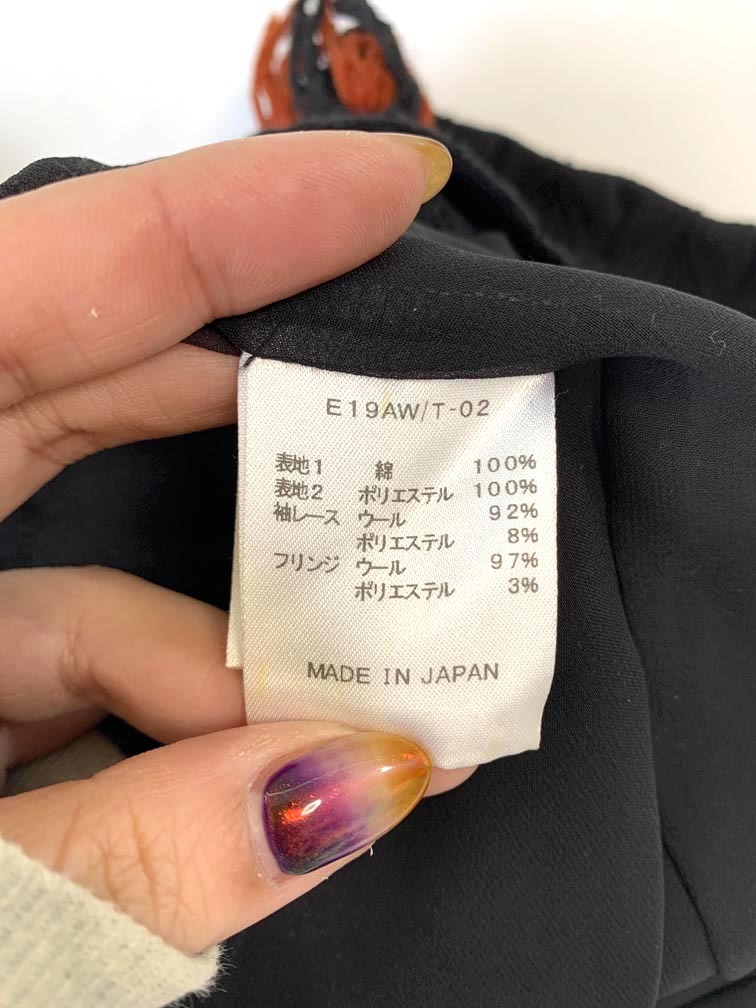 E19AW/T-02
表地1 綿 100%
表地2 ポリエステル 100%
袖レース ウール 92%
ポリエステル 8%
フリンジ ウール 97%
ポリエステル 3%
MADE IN JAPAN